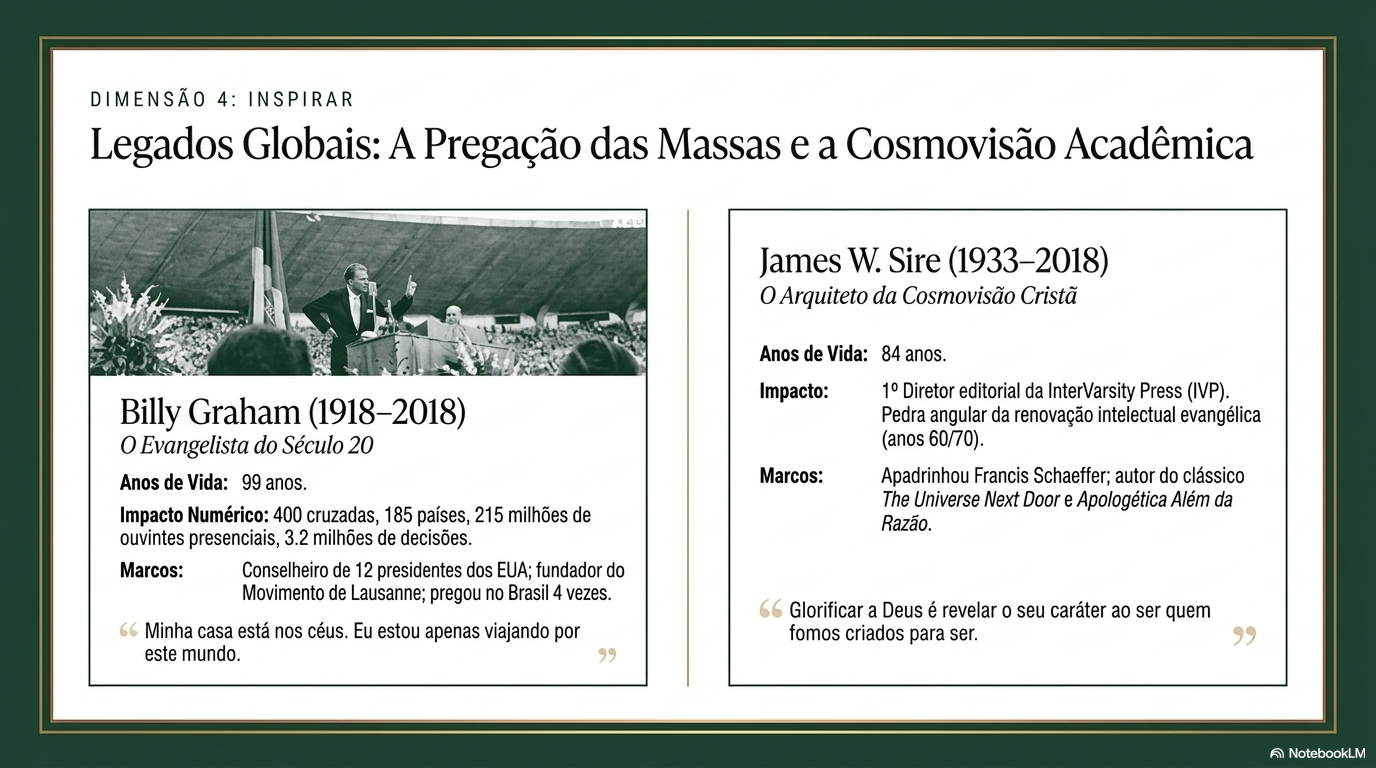 DIMENSÃO 4: INSPIRAR
Legados Globais: A Pregação das Massas e a Cosmovisão Acadêmica
Billy Graham (1918–2018)
O Evangelista do Século 20
Anos de Vida: 99 anos.
Impacto Numérico: 400 cruzadas, 185 países, 215 milhões de
ouvintes presenciais, 3.2 milhões de decisões.
Marcos: Conselheiro de 12 presidentes dos EUA; fundador do
Movimento de Lausanne; pregou no Brasil 4 vezes.
“ Minha casa está nos céus. Eu estou apenas viajando por
este mundo. ”
James W. Sire (1933–2018)
O Arquiteto da Cosmovisão Cristã
Anos de Vida: 84 anos.
Impacto: 1º Diretor editorial da InterVarsity Press (IVP).
Pedra angular da renovação intelectual evangélica
(anos 60/70).
Marcos: Apadrinhou Francis Schaeffer; autor do clássico
The Universe Next Door e Apologética Além da
Razão.
“ Glorificar a Deus é revelar o seu caráter ao ser quem
fomos criados para ser. ”
NotebookLM